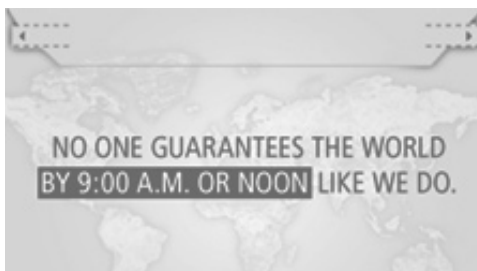 NO ONE GUARANTEES THE WORLD
BY 9:00 A.M. OR NOON LIKE WE DO.